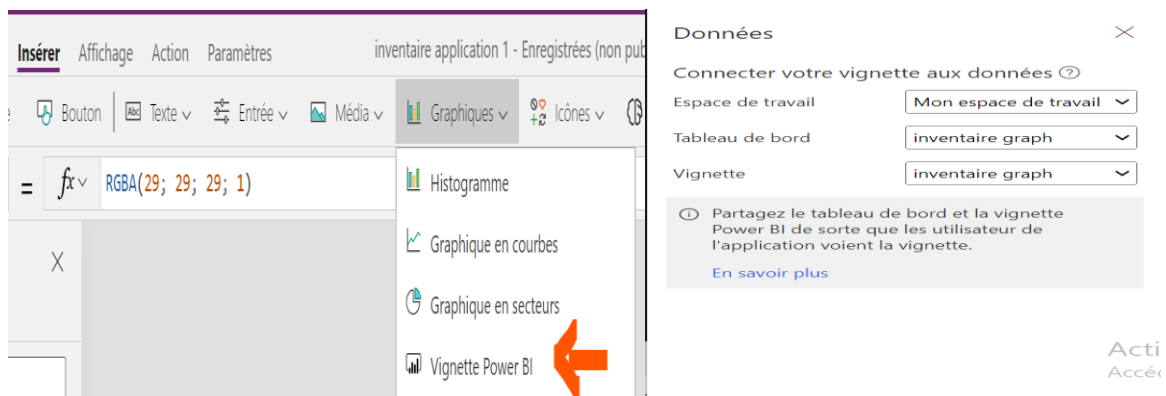 Insérer Affichage Action Paramètres inventaire application 1 - Enregistrées (non pub
Bouton Abc Texte Entrée Média Graphiques Icônes
= fx RGBA(29; 29; 29; 1)
Histogramme
Graphique en courbes
Graphique en secteurs
Vignette Power BI
Données
Connecter votre vignette aux données ?
Espace de travail Mon espace de travail
Tableau de bord inventaire graph
Vignette inventaire graph
Partagez le tableau de bord et la vignette
Power BI de sorte que les utilisateur de
l'application voient la vignette.
En savoir plus
Acti
Accéd